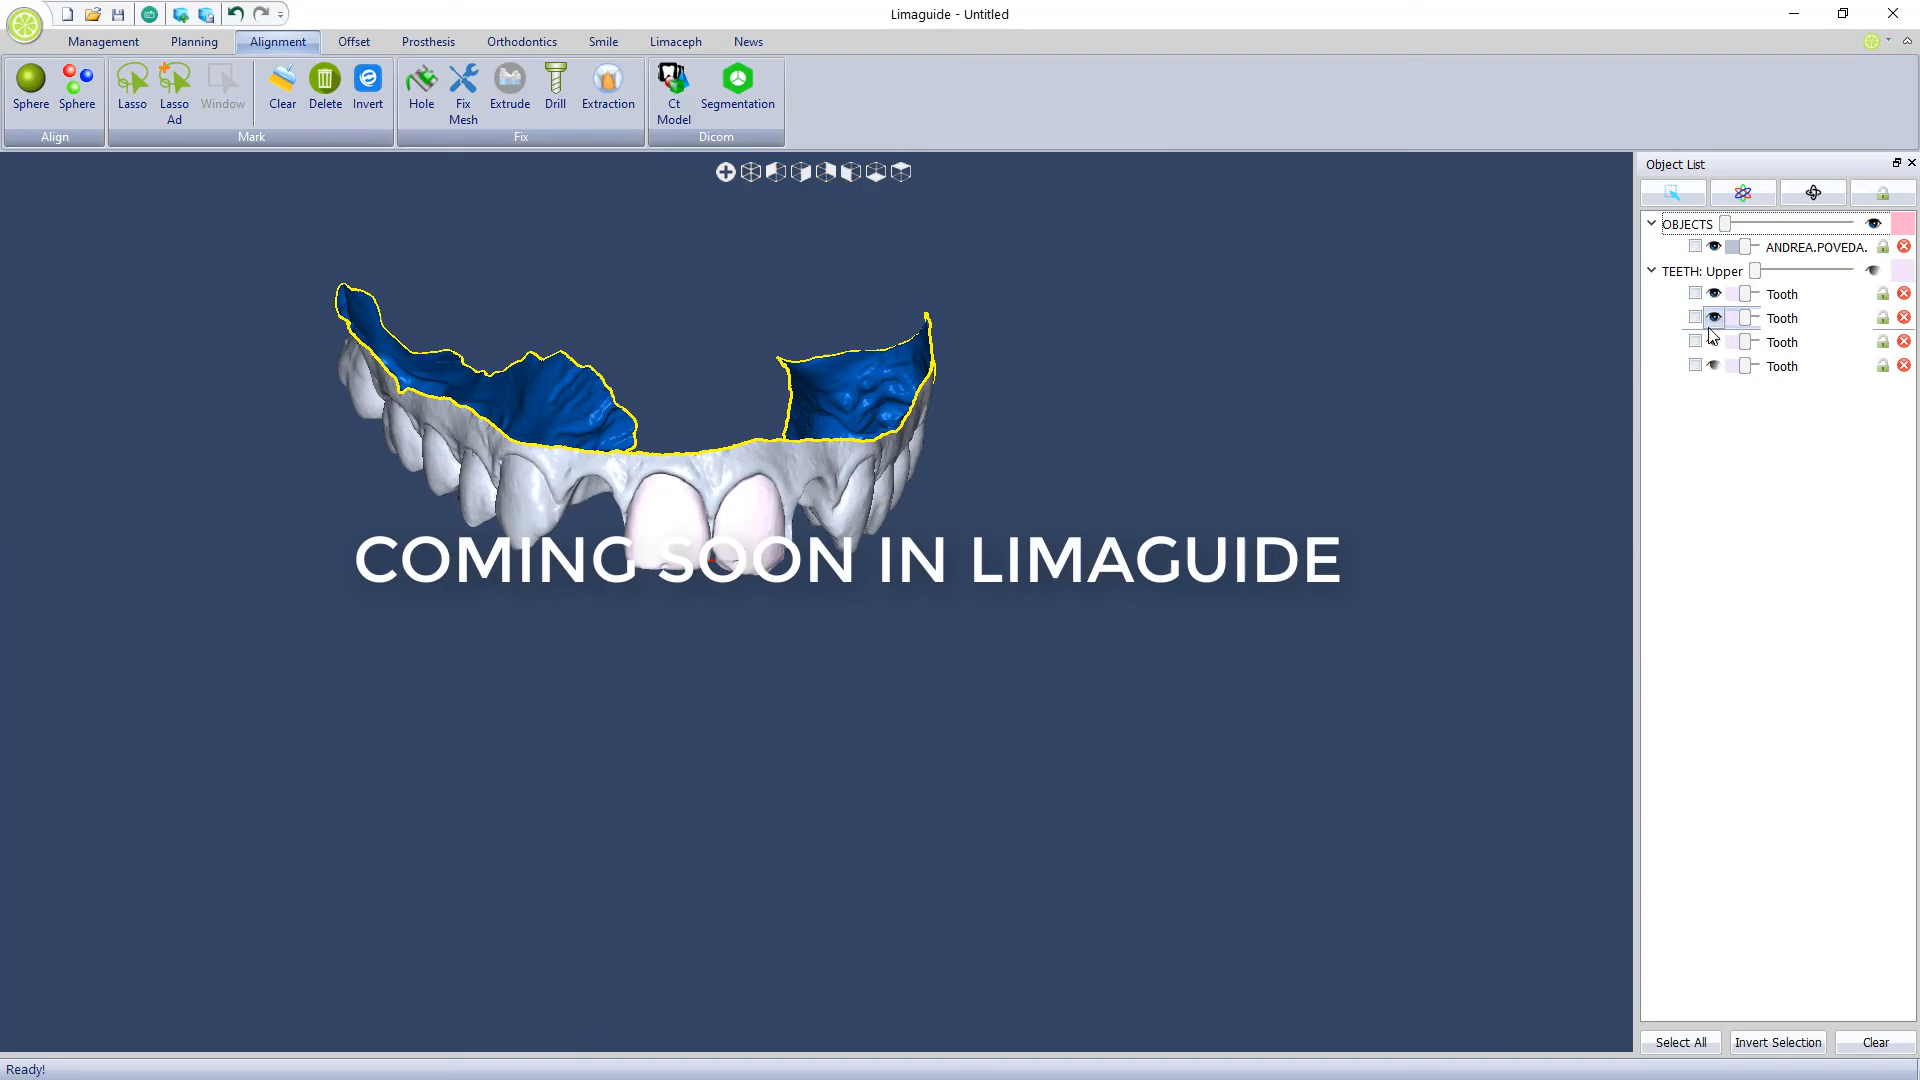 Limaguide - Untitled
Management Planning Alignment Offset Prosthesis Orthodontics Smile Limaceph News
Sphere Sphere Lasso Lasso Ad Window Clear Delete Invert Hole Fix Mesh Extrude Drill Extraction Ct Model Segmentation
Align Mark Fix Dicom
Object List
OBJECTS
ANDREA.POVEDA.
TEETH: Upper
Tooth
Tooth
Tooth
Tooth
COMING SOON IN LIMAGUIDE
Select All Invert Selection Clear
Ready!